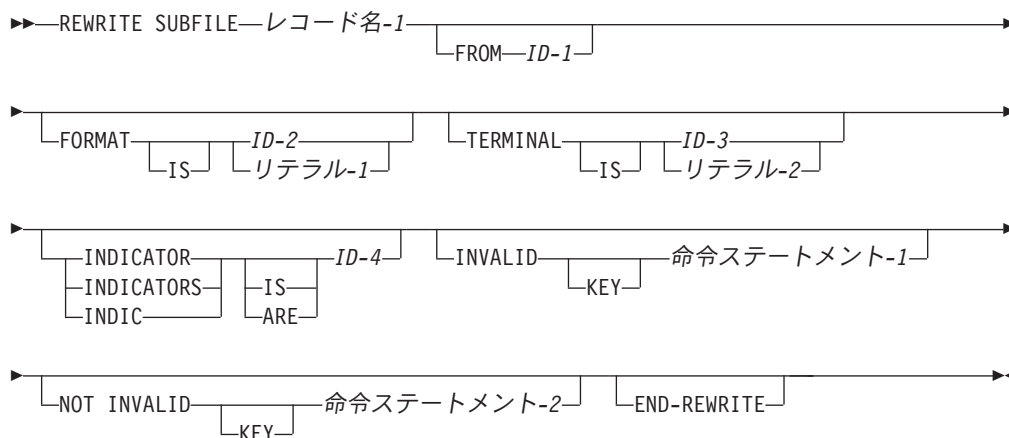 REWRITE SUBFILE レコード名-1
FROM ID-1
FORMAT IS ID-2 TERMINAL IS ID-3
リテラル-1 リテラル-2
INDICATOR ID-4 INVALID KEY 命令ステートメント-1
INDICATORS IS
INDIC ARE
NOT INVALID KEY 命令ステートメント-2 END-REWRITE